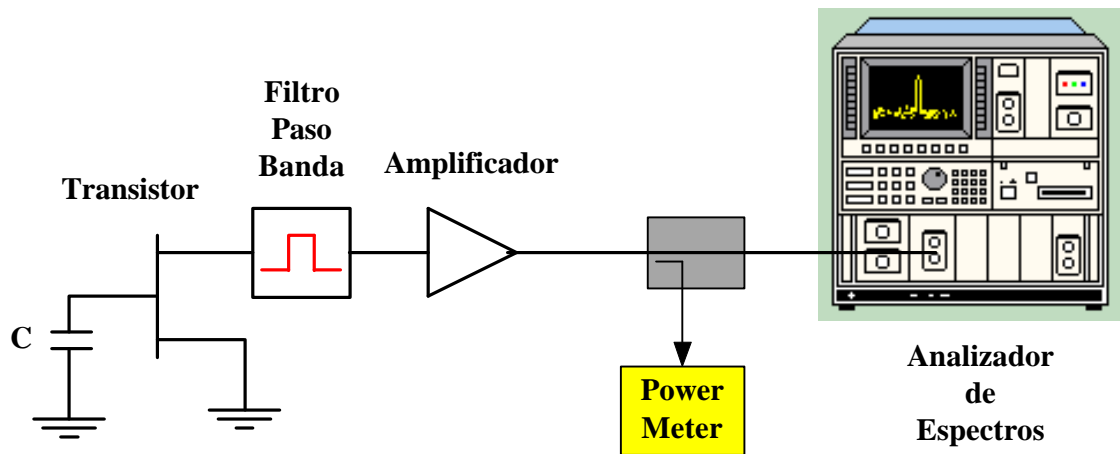 Filtro
Paso
Banda
Amplificador
Transistor
C
Power
Meter
Analizador
de
Espectros